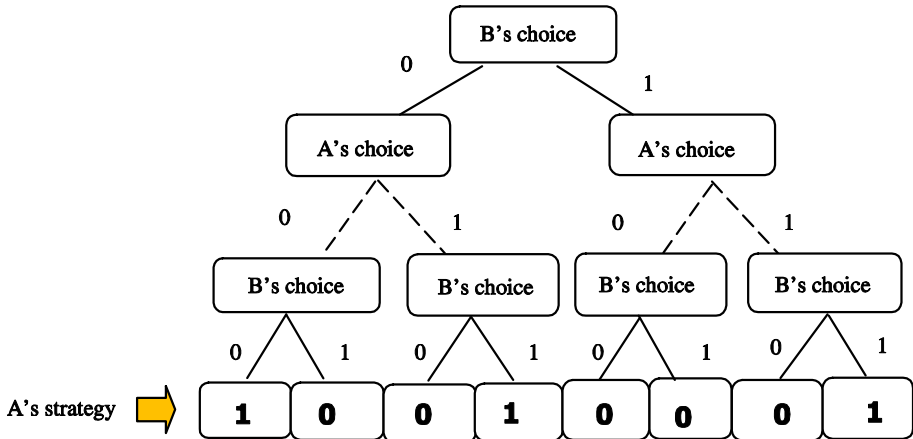 B's choice
0 1
A's choice A's choice
0 1 0 1
B's choice B's choice B's choice B's choice
0 1 0 1 0 1 0 1
A's strategy 1 0 0 1 0 0 0 1